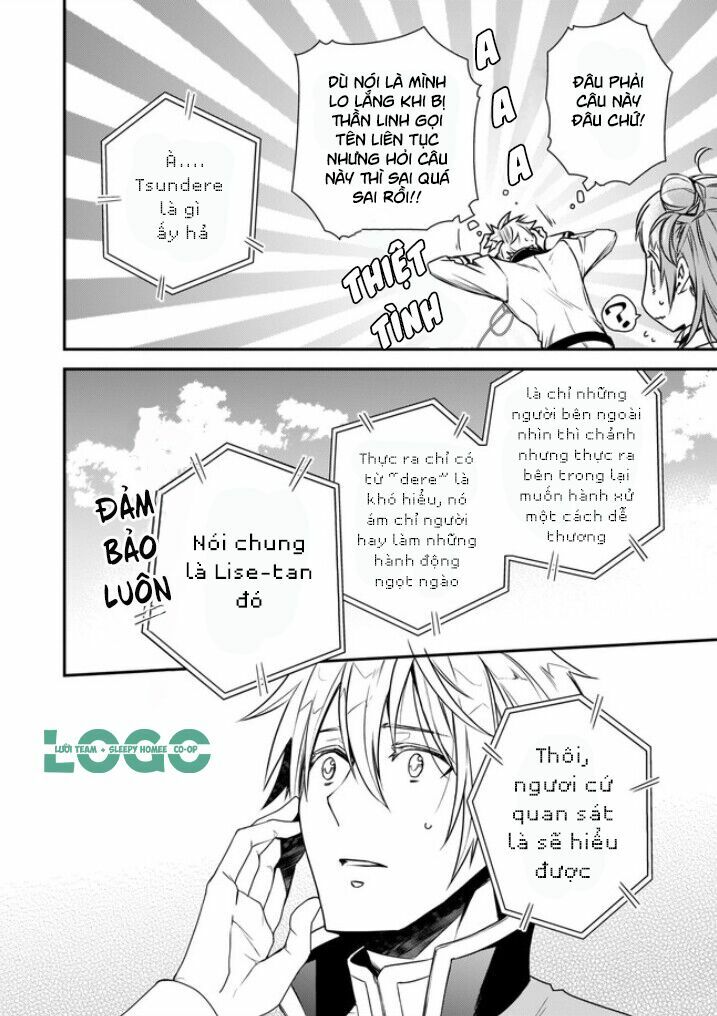 ĐÂU PHẢI
CÂU NÀY
ĐÂU CHỨ!
A
A
A
A
DÙ NÓI LÀ MÌNH
LO LẮNG KHI BỊ
THẦN LINH GỌI
TÊN LIÊN TỤC
NHƯNG HỎI CÂU
NÀY THÌ SAI QUÁ
SAI RỒI!!
À....
Tsundere
là gì
ấy hả
THIỆT
TÌNH
?
là chỉ những
người bên ngoài
nhìn thì chảnh
nhưng thực ra
bên trong lại
muốn hành xử
một cách dễ
thương
Thực ra chỉ có
từ "dere" là
khó hiểu, nó
ám chỉ người
hay làm những
hành động
ngọt ngào
Nói chung
là Lise-tan
đó
ĐẢM
BẢO
LUÔN
LƯỜI TEAM + SLEEPY HOMEE CO-OP
LOGO
Thôi,
ngươi cứ
quan sát
là sẽ hiểu
được